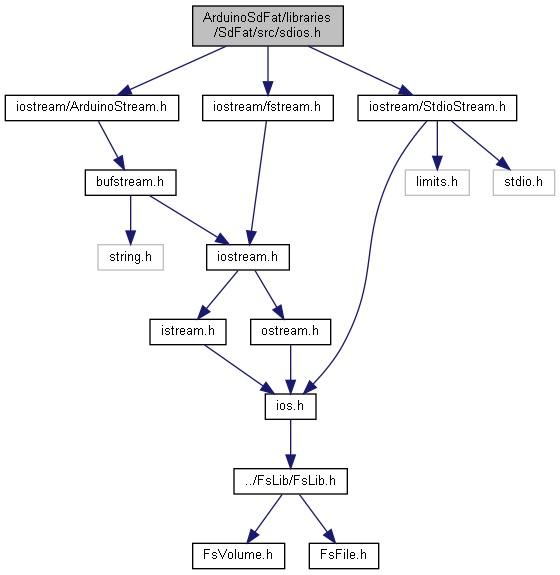 ArduinoSdFat/libraries
/SdFat/src/sdios.h
iostream/ArduinoStream.h
iostream/fstream.h
iostream/StdioStream.h
bufstream.h
limits.h
stdio.h
string.h
iostream.h
istream.h
ostream.h
ios.h
../FsLib/FsLib.h
FsVolume.h
FsFile.h